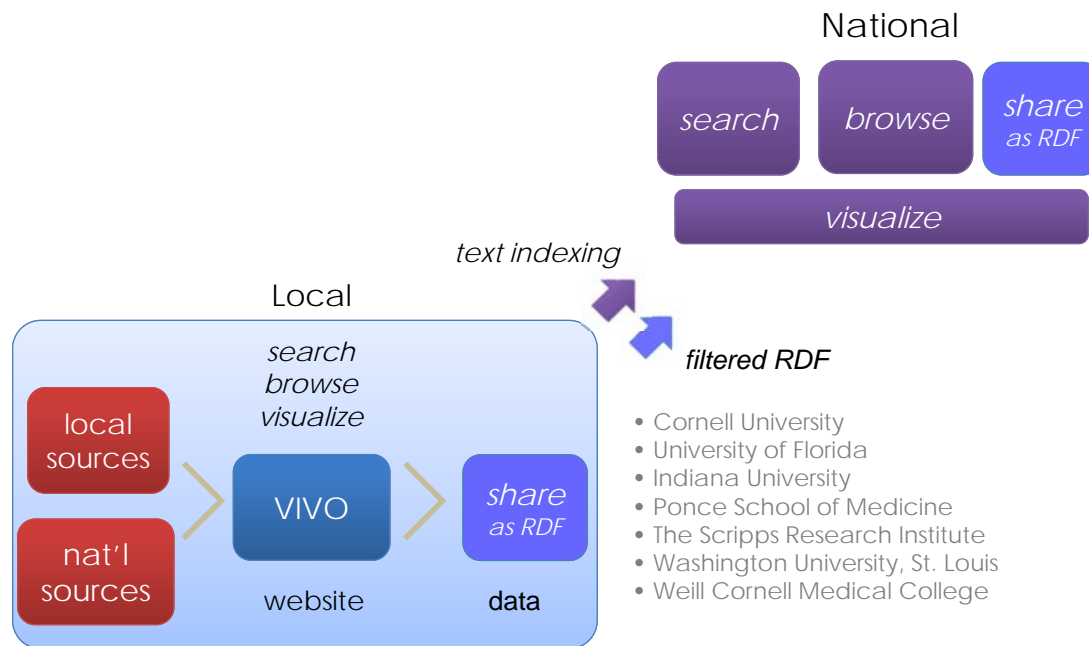 National
search
browse
share
as RDF
visualize
text indexing
Local
filtered RDF
search
browse
visualize
local
sources
nat'l
sources
VIVO
share
as RDF
website
data
• Cornell University
• University of Florida
• Indiana University
• Ponce School of Medicine
• The Scripps Research Institute
• Washington University, St. Louis
• Weill Cornell Medical College